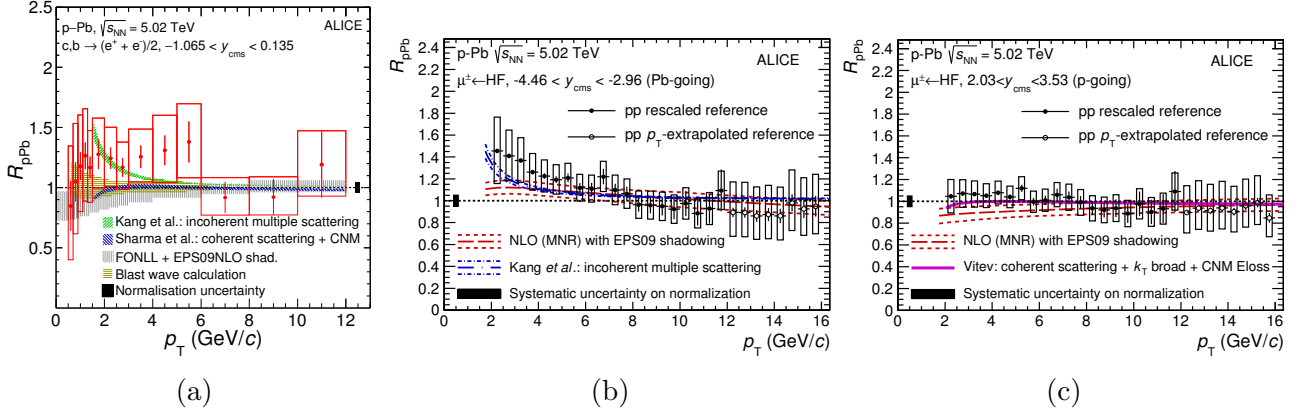 2.5
2
1.5
1
0.5
R_pPb
p–Pb, √s_NN = 5.02 TeV
ALICE
c,b → (e⁺ + e⁻)/2, −1.065 < y_cms < 0.135
Kang et al.: incoherent multiple scattering
Sharma et al.: coherent scattering + CNM
FONLL + EPS09NLO shad.
Blast wave calculation
Normalisation uncertainty
0 2 4 6 8 10 12
p_T (GeV/c)
(a)
2.4
2.2
2
1.8
1.6
1.4
1.2
1
0.8
0.6
0.4
0.2
0
R_pPb
p-Pb √s_NN = 5.02 TeV
ALICE
μ±←HF, -4.46 < y_cms < -2.96 (Pb-going)
pp rescaled reference
pp p_T-extrapolated reference
NLO (MNR) with EPS09 shadowing
Kang et al.: incoherent multiple scattering
Systematic uncertainty on normalization
0 2 4 6 8 10 12 14 16
p_T (GeV/c)
(b)
2.4
2.2
2
1.8
1.6
1.4
1.2
1
0.8
0.6
0.4
0.2
0
R_pPb
p-Pb √s_NN = 5.02 TeV
ALICE
μ±←HF, 2.03<y_cms<3.53 (p-going)
pp rescaled reference
pp p_T-extrapolated reference
NLO (MNR) with EPS09 shadowing
Vitev: coherent scattering + k_T broad + CNM Eloss
Systematic uncertainty on normalization
0 2 4 6 8 10 12 14 16
p_T (GeV/c)
(c)